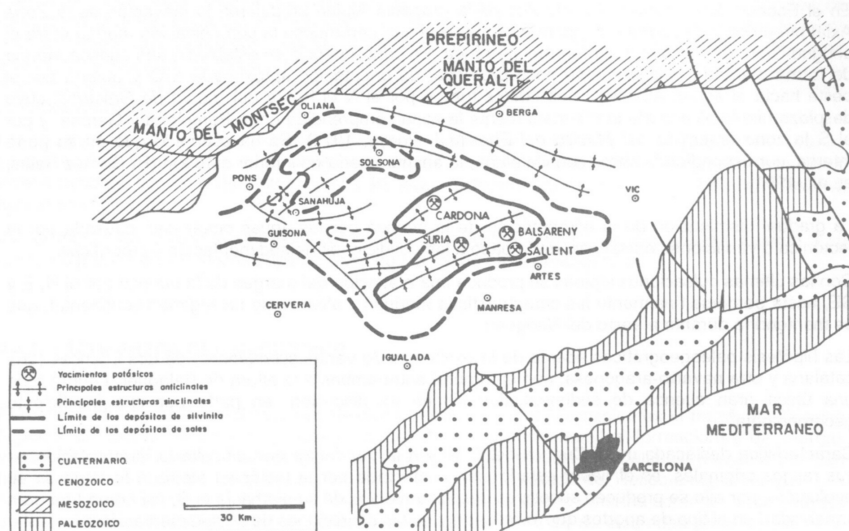 PREPIRINEO
MANTO DEL
QUERALT
MANTO DEL MONTSEC
OLIANA
BERGA
SOLSONA
PONS
SANAHUJA
VIC
CARDONA
GUISONA
SURIA
BALSARENY
SALLENT
ARTES
CERVERA
MANRESA
IGUALADA
MAR
MEDITERRANEO
BARCELONA
Yacimientos potásicos
Principales estructuras anticlinales
Principales estructuras sinclinales
Límite de los depósitos de silvinita
Límite de los depósitos de sales
CUATERNARIO
CENOZOICO
MESOZOICO
PALEOZOICO
30 Km.